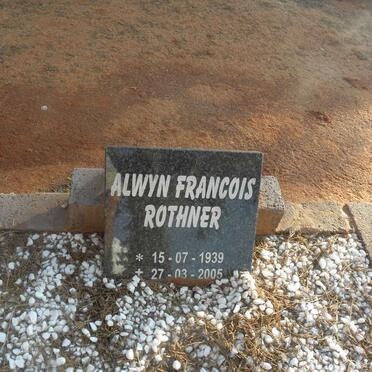 ALWYN FRANCOIS
ROTHNER
* 15 - 07 - 1939
+ 27 - 03 - 2005